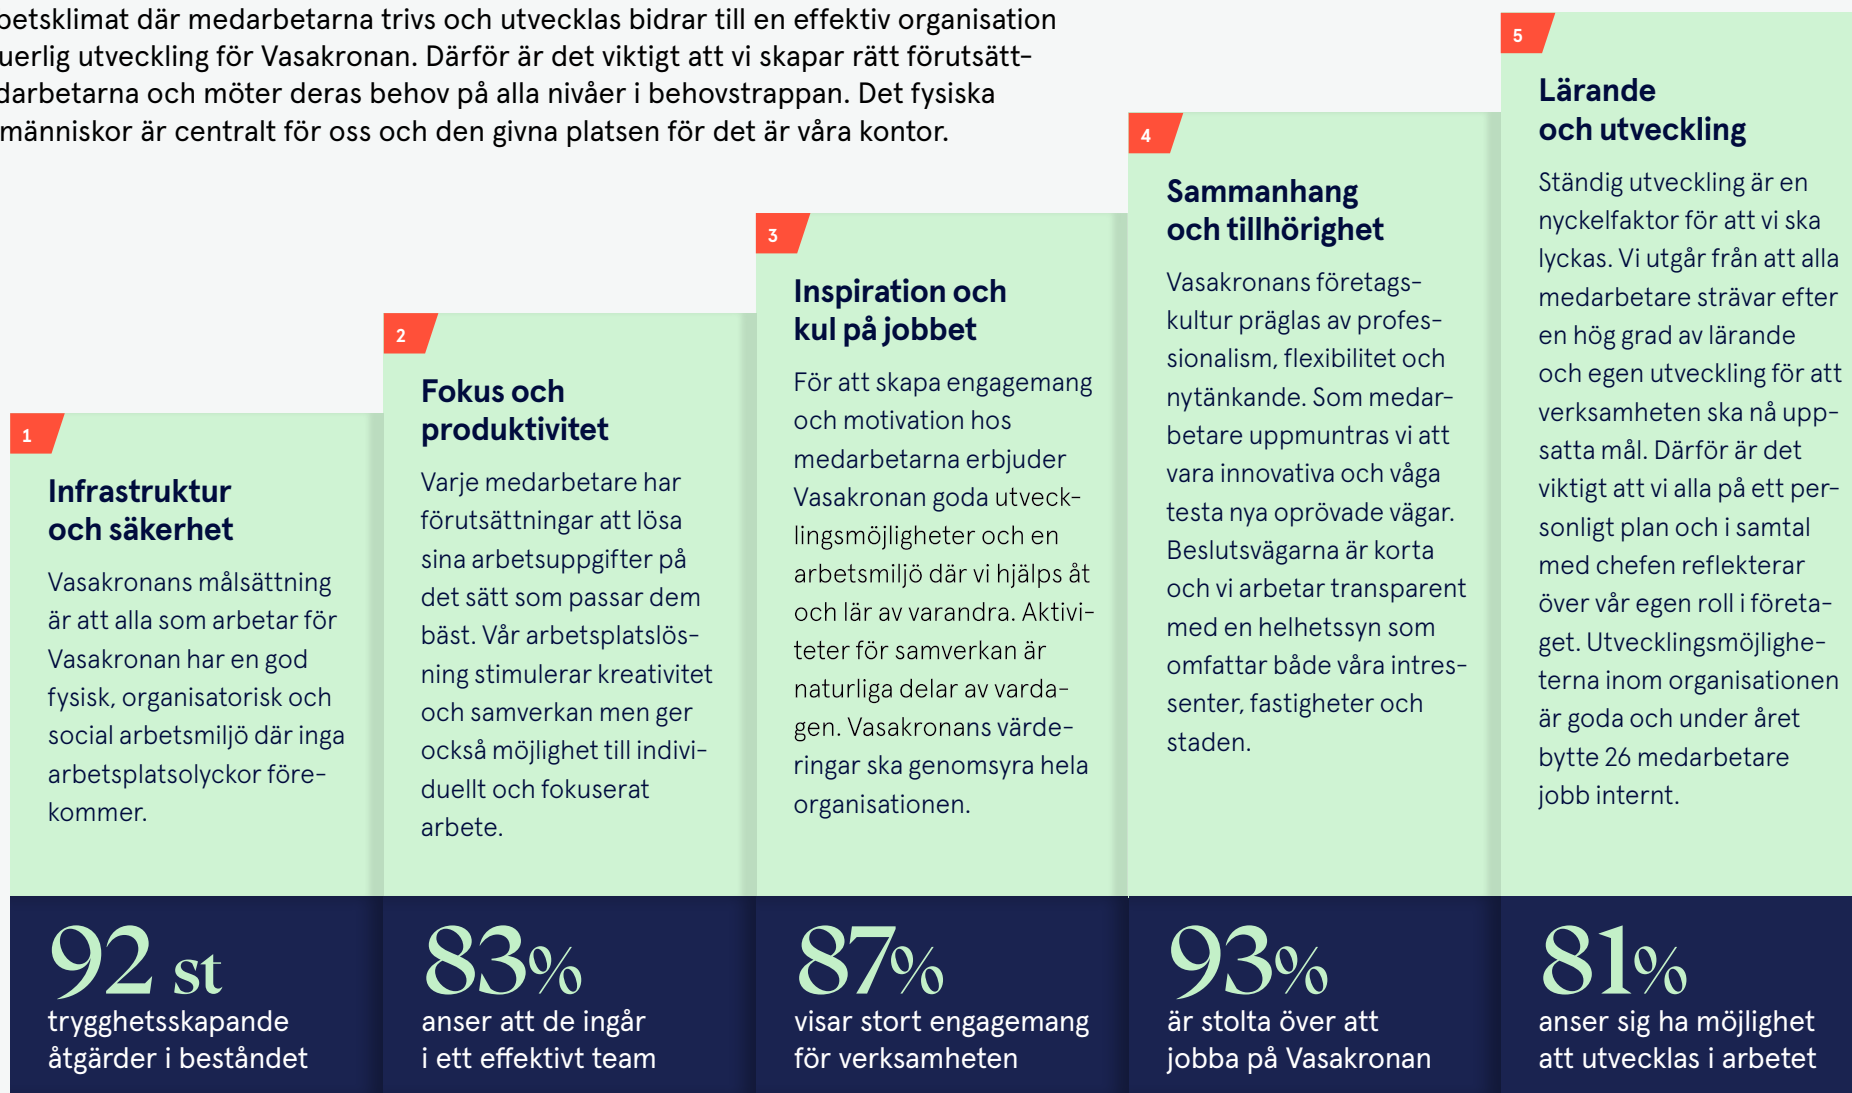 betsklimat där medarbetarna trivs och utvecklas bidrar till en effektiv organisation
uerlig utveckling för Vasakronan. Därför är det viktigt att vi skapar rätt förutsätt-
darbetarna och möter deras behov på alla nivåer i behovstrappan. Det fysiska
människor är centralt för oss och den givna platsen för det är våra kontor.
1
Infrastruktur
och säkerhet
Vasakronans målsättning
är att alla som arbetar för
Vasakronan har en god
fysisk, organisatorisk och
social arbetsmiljö där inga
arbetsplatsolyckor före-
kommer.
92 st
trygghetsskapande
åtgärder i beståndet
2
Fokus och
produktivitet
Varje medarbetare har
förutsättningar att lösa
sina arbetsuppgifter på
det sätt som passar dem
bäst. Vår arbetsplatslös-
ning stimulerar kreativitet
och samverkan men ger
också möjlighet till indivi-
duellt och fokuserat
arbete.
83%
anser att de ingår
i ett effektivt team
3
Inspiration och
kul på jobbet
För att skapa engagemang
och motivation hos
medarbetarna erbjuder
Vasakronan goda utveck-
lingsmöjligheter och en
arbetsmiljö där vi hjälps åt
och lär av varandra. Aktivi-
teter för samverkan är
naturliga delar av varda-
gen. Vasakronans värde-
ringar ska genomsyra hela
organisationen.
87%
visar stort engagemang
för verksamheten
4
Sammanhang
och tillhörighet
Vasakronans företags-
kultur präglas av profes-
sionalism, flexibilitet och
nytänkande. Som medar-
betare uppmuntras vi att
vara innovativa och våga
testa nya oprövade vägar.
Beslutsvägarna är korta
och vi arbetar transparent
med en helhetssyn som
omfattar både våra intres-
senter, fastigheter och
staden.
93%
är stolta över att
jobba på Vasakronan
5
Lärande
och utveckling
Ständig utveckling är en
nyckelfaktor för att vi ska
lyckas. Vi utgår från att alla
medarbetare strävar efter
en hög grad av lärande
och egen utveckling för att
verksamheten ska nå upp-
satta mål. Därför är det
viktigt att vi alla på ett per-
sonligt plan och i samtal
med chefen reflekterar
över vår egen roll i företa-
get. Utvecklingsmöjlighe-
terna inom organisationen
är goda och under året
bytte 26 medarbetare
jobb internt.
81%
anser sig ha möjlighet
att utvecklas i arbetet